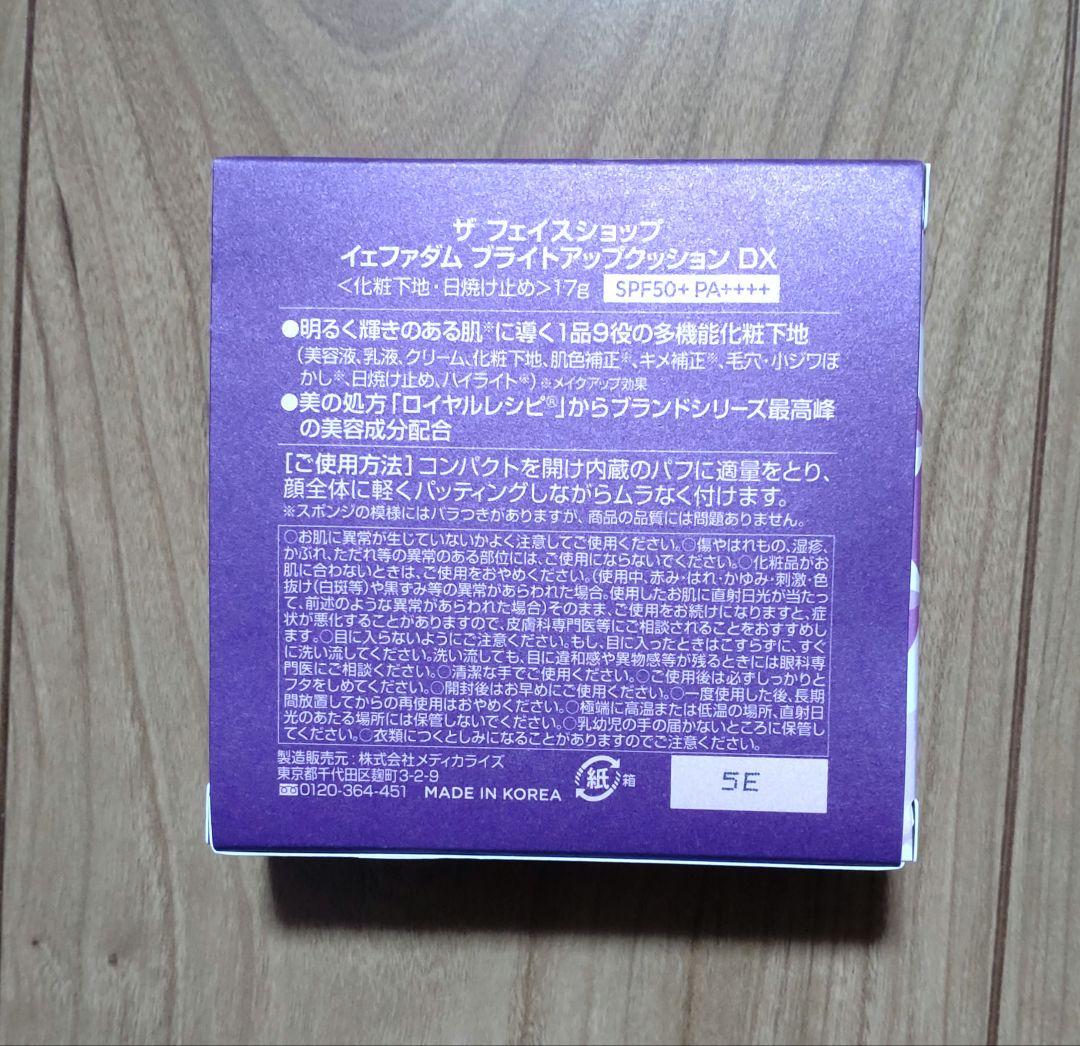 ザ フェイスショップ
イェファダム ブライトアップクッション DX
<化粧下地・日焼け止め>17g SPF50+ PA++++
●明るく輝きのある肌※に導く1品9役の多機能化粧下地
(美容液、乳液、クリーム、化粧下地、肌色補正※、キメ補正※、毛穴・小ジワぼ
かし※、日焼け止め、ハイライト※)※メイクアップ効果
●美の処方「ロイヤルレシピ®」からブランドシリーズ最高峰
の美容成分配合
[ご使用方法]コンパクトを開け内蔵のパフに適量をとり、
顔全体に軽くパッティングしながらムラなく付けます。
※スポンジの模様にはバラつきがありますが、商品の品質には問題ありません。
○お肌に異常が生じていないかよく注意してご使用ください。○傷やはれもの、湿疹、
かぶれ、ただれ等の異常のある部位には、ご使用にならないでください。○化粧品がお
肌に合わないときは、ご使用をおやめください。(使用中、赤み・はれ・かゆみ・刺激・色
抜け(白斑等)や黒ずみ等の異常があらわれた場合。使用したお肌に直射日光が当たっ
て、前述のような異常があらわれた場合)そのまま、ご使用をお続けになりますと、症
状が悪化することがありますので、皮膚科専門医等にご相談されることをおすすめし
ます。○目に入らないようにご注意ください。もし、目に入ったときはこすらずに、すぐ
に洗い流してください。洗い流しても、目に違和感や異物感等が残るときには眼科専
門医にご相談ください。○清潔な手でご使用ください。○ご使用後は必ずしっかりと
フタをしめてください。○開封後はお早めにご使用ください。○一度使用した後、長期
間放置してからの再使用はおやめください。○極端に高温または低温の場所、直射日
光のあたる場所には保管しないでください。○乳幼児の手の届かないところに保管し
てください。○衣類につくとしみになることがありますのでご注意ください。
製造販売元:株式会社メディカライズ
東京都千代田区麹町3-2-9
0120-364-451 MADE IN KOREA 紙 箱
5E